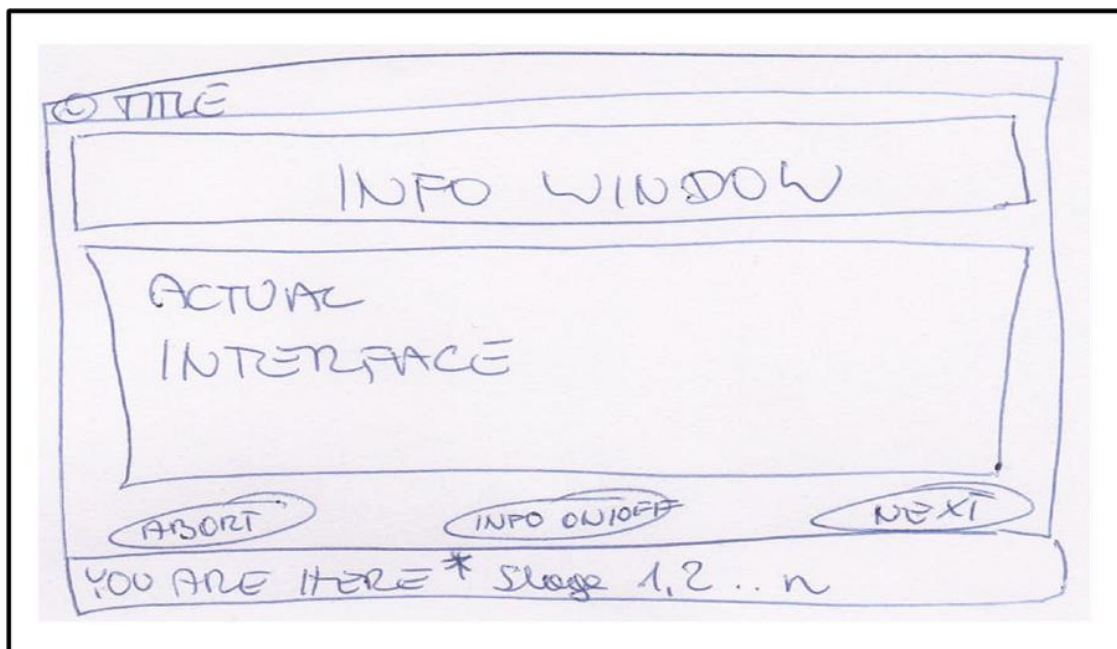 TITLE
INFO WINDOW
ACTUAL
INTERFACE
ABORT
INFO ON/OFF
NEXT
YOU ARE HERE* Stage 1,2 .. n